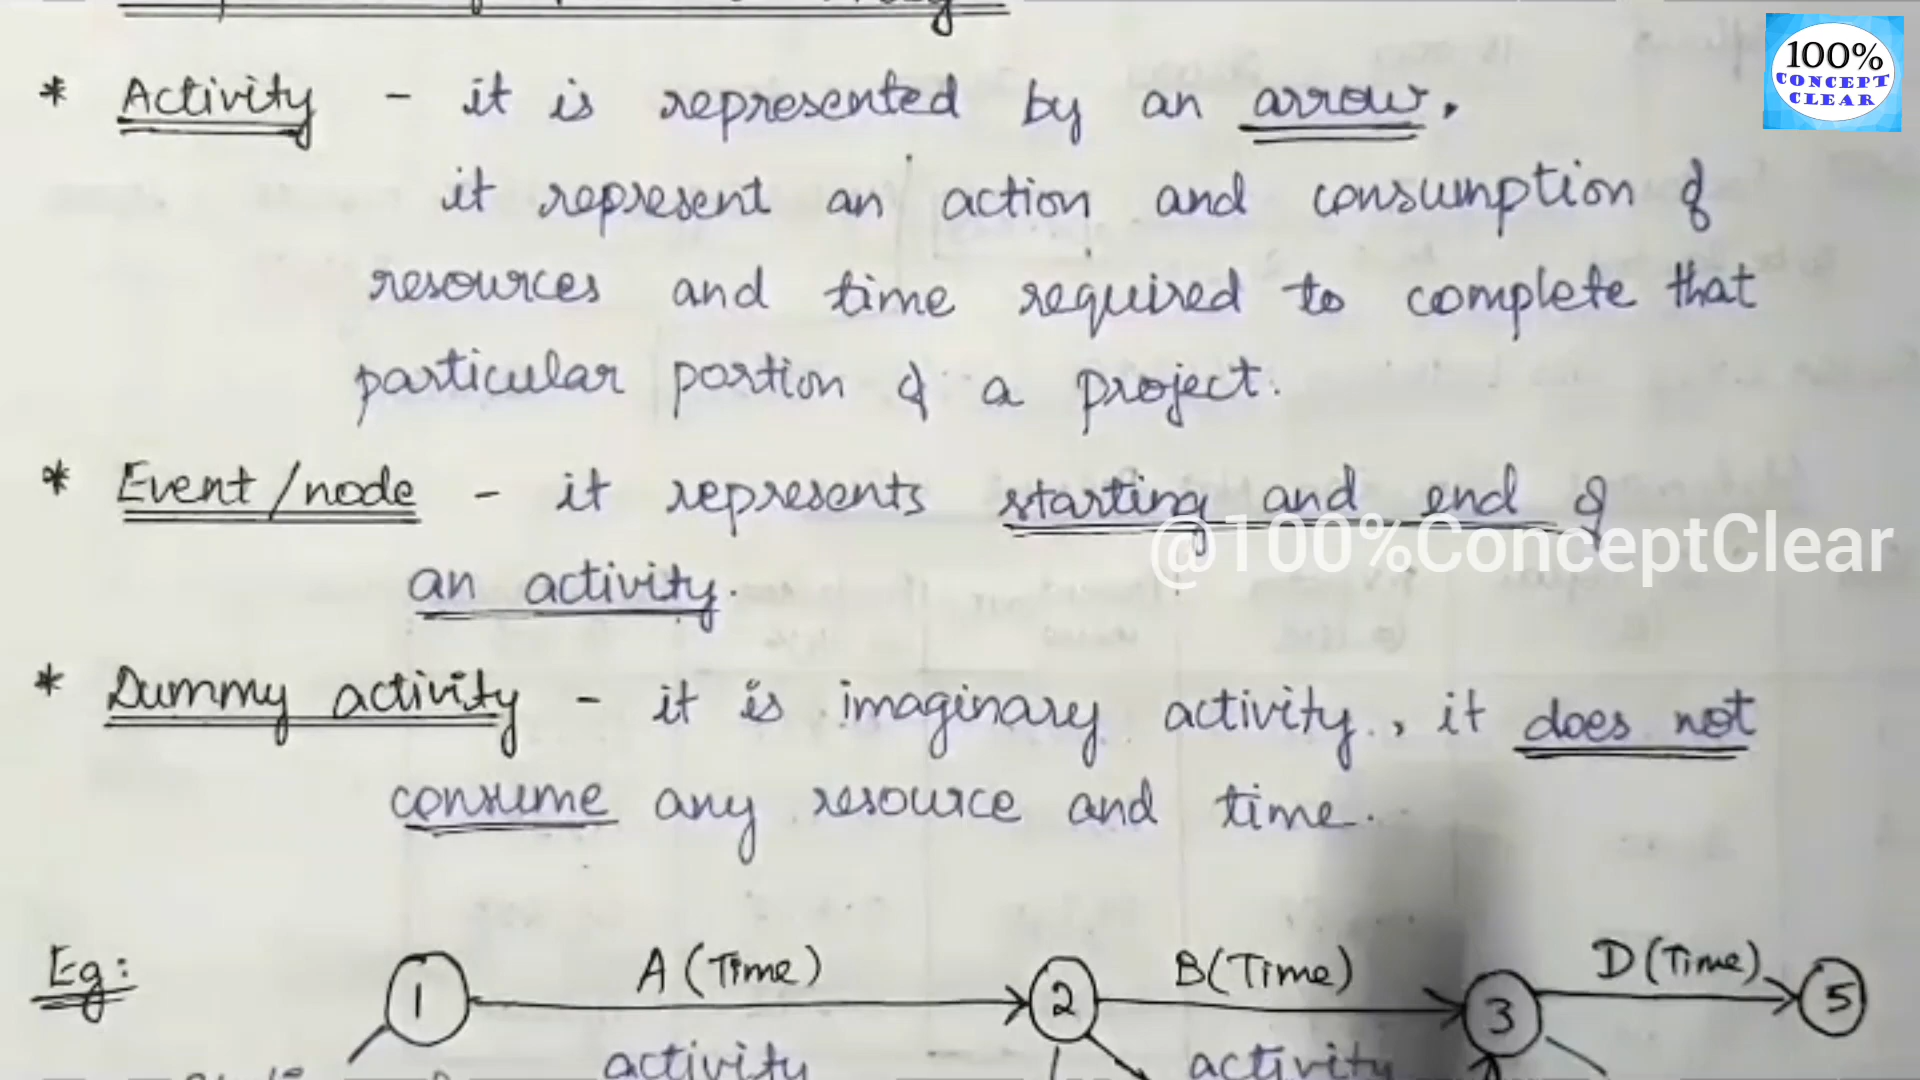 * Activity - it is represented by an arrow.
it represent an action and consumption of
resources and time required to complete that
particular portion of a project.
* Event/node - it represents starting and end of
an activity.
* Dummy activity - it is imaginary activity, it does not
consume any resource and time.
Eg: 1 A (Time) 2 B(Time) 3 D (Time) 5
activity activity
100%
CONCEPT
CLEAR
@100%ConceptClear